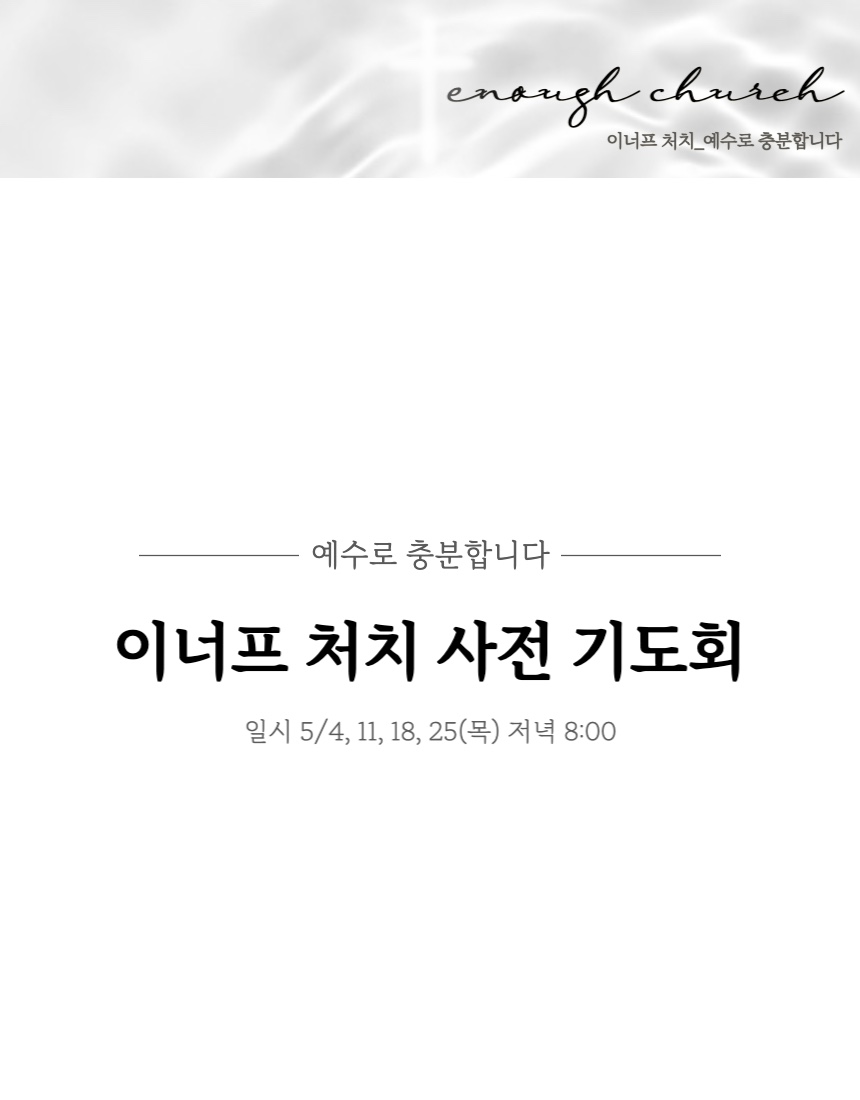 enough church
이너프 처치_예수로 충분합니다
예수로 충분합니다
이너프 처치 사전 기도회
일시 5/4, 11, 18, 25(목) 저녁 8:00